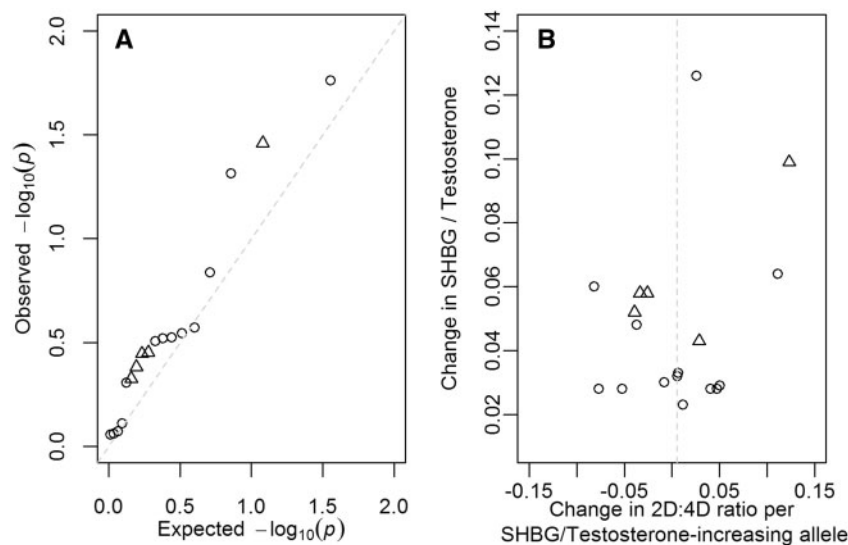 A
Observed −log10(p)
0.0 0.5 1.0 1.5 2.0
0.0 0.5 1.0 1.5 2.0
Expected −log10(p)
B
Change in SHBG / Testosterone
0.02 0.04 0.06 0.08 0.10 0.12 0.14
-0.15 -0.05 0.05 0.15
Change in 2D:4D ratio per
SHBG/Testosterone-increasing allele